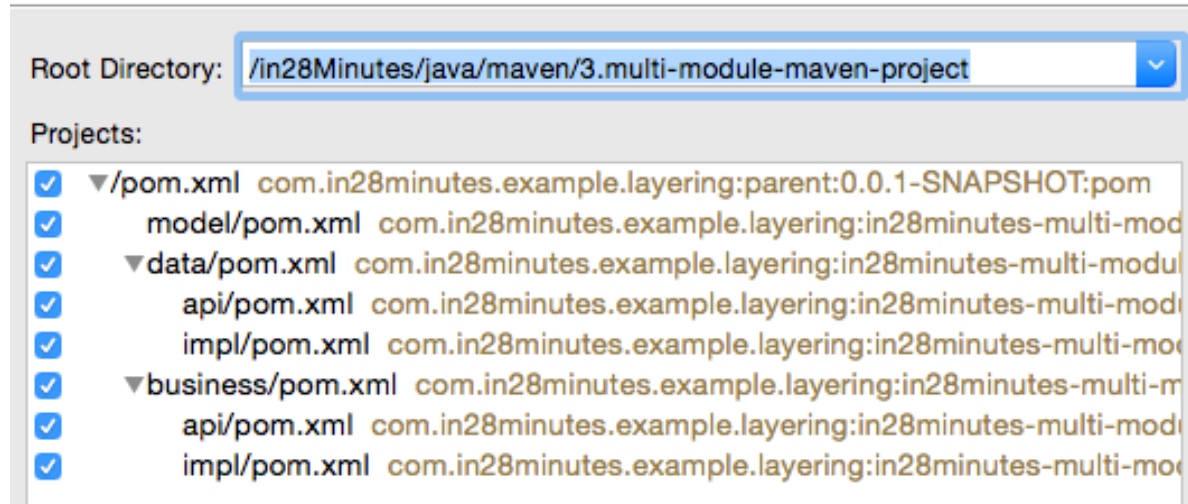 Root Directory: /in28Minutes/java/maven/3.multi-module-maven-project
Projects:
/pom.xml com.in28minutes.example.layering:parent:0.0.1-SNAPSHOT:pom
model/pom.xml com.in28minutes.example.layering:in28minutes-multi-mod
data/pom.xml com.in28minutes.example.layering:in28minutes-multi-modul
api/pom.xml com.in28minutes.example.layering:in28minutes-multi-modu
impl/pom.xml com.in28minutes.example.layering:in28minutes-multi-mo
business/pom.xml com.in28minutes.example.layering:in28minutes-multi-m
api/pom.xml com.in28minutes.example.layering:in28minutes-multi-modu
impl/pom.xml com.in28minutes.example.layering:in28minutes-multi-mo